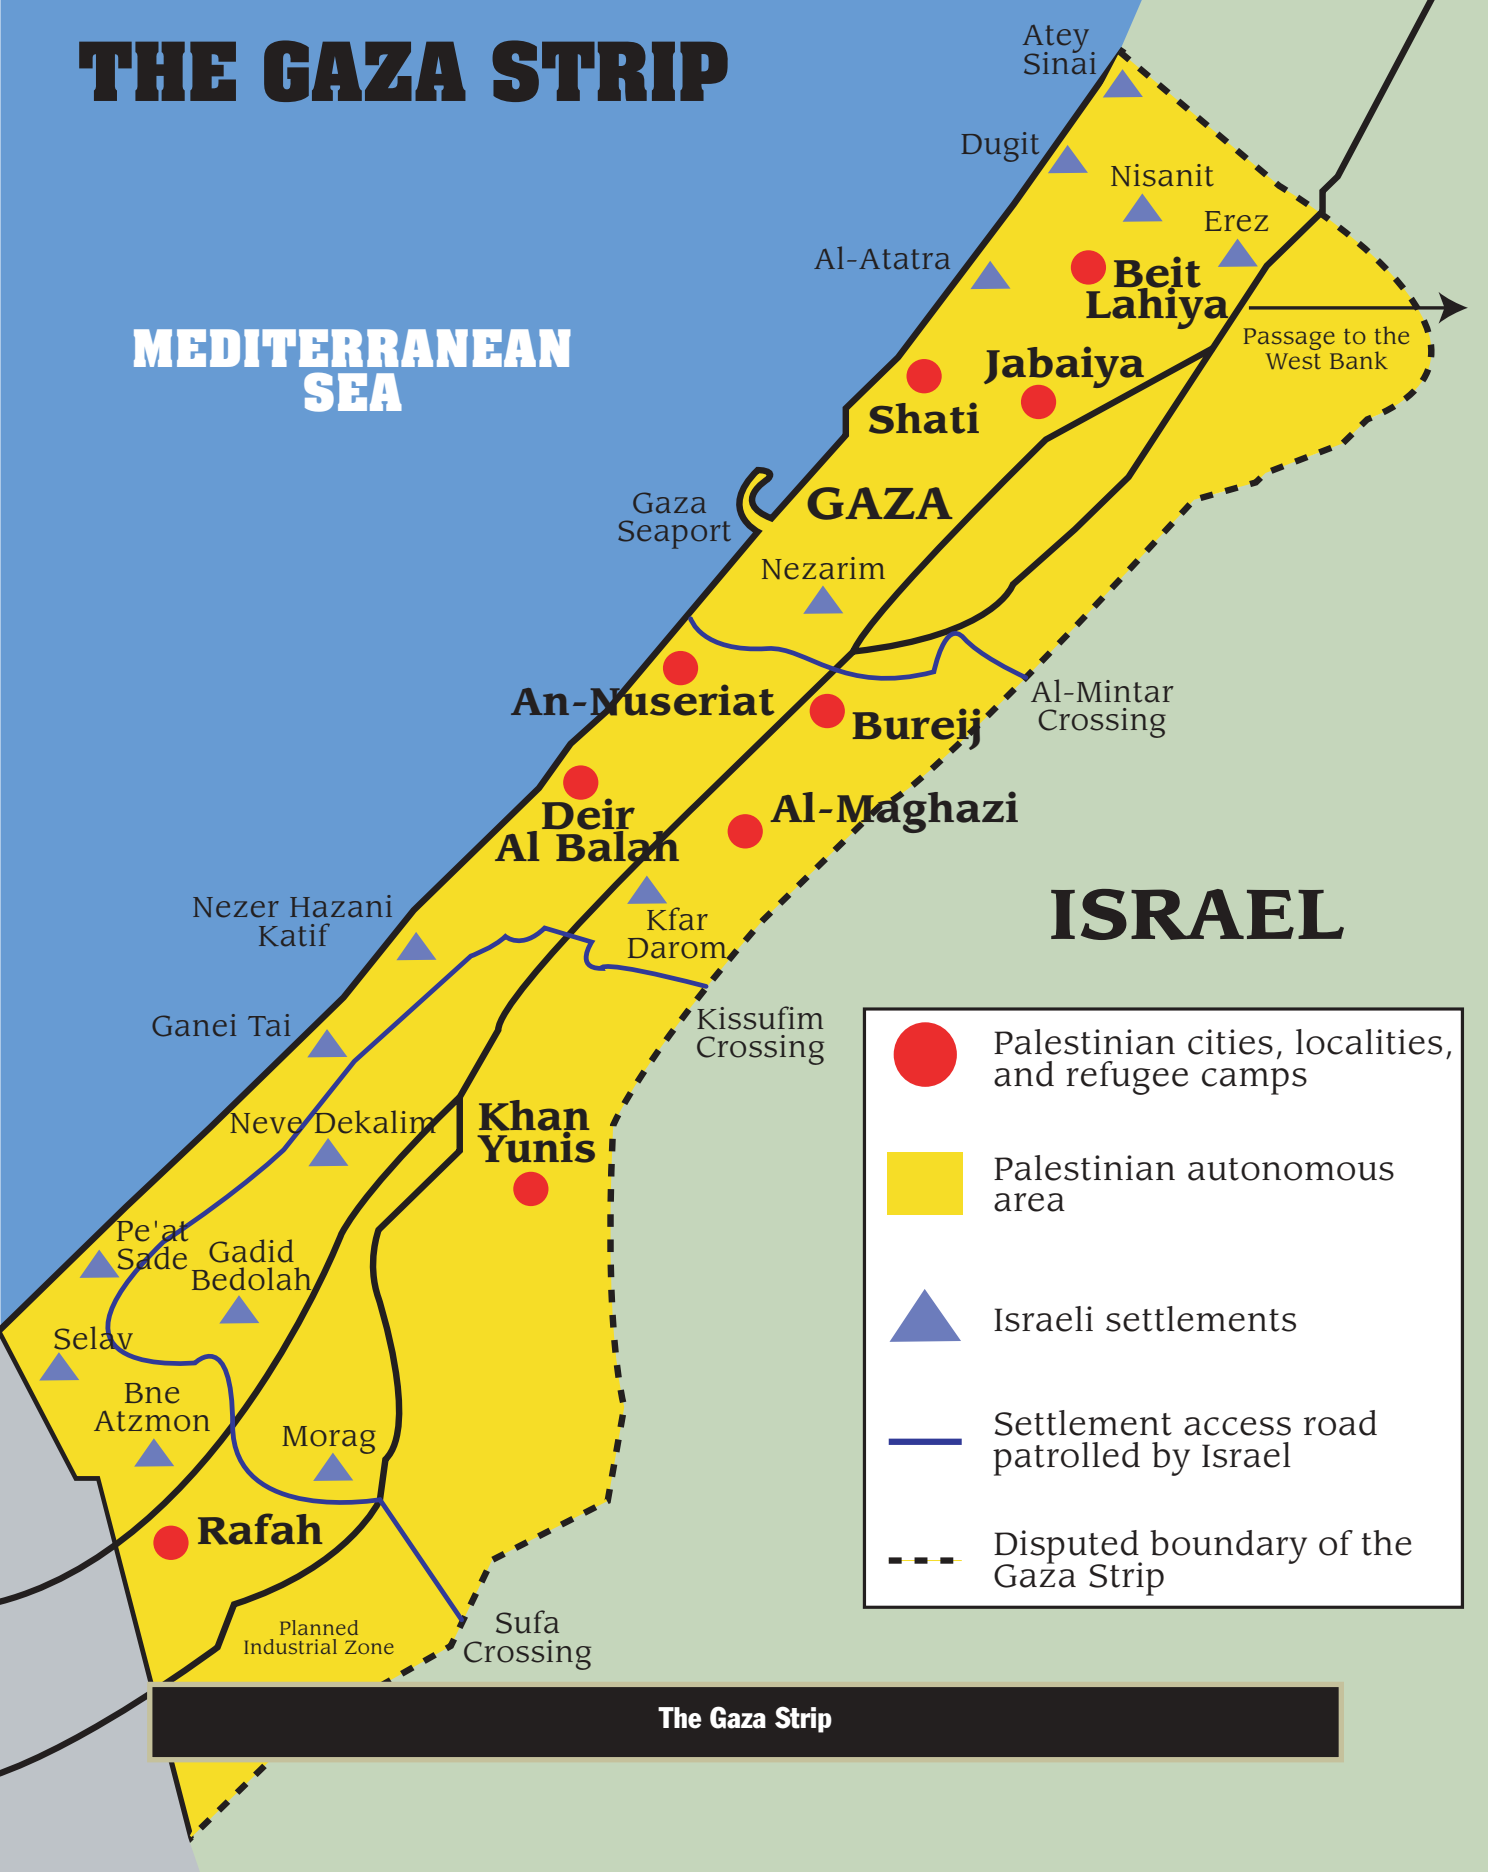 THE GAZA STRIP
Atey
Sinai
Dugit
Nisanit
Erez
Al-Atatra
Beit
Lahiya
MEDITERRANEAN
SEA
Passage to the
West Bank
Jabaiya
Shati
Gaza
Seaport
GAZA
Nezarim
An-Nuseriat
Al-Mintar
Crossing
Bureij
Deir
Al Balah
Al-Maghazi
Nezer Hazani
Katif
Kfar
Darom
ISRAEL
Ganei Tai
Kissufim
Crossing
Neve Dekalim
Khan
Yunis
Pe'at
Sade
Gadid
Bedolah
Selav
Bne
Atzmon
Morag
Rafah
Planned
Industrial Zone
Sufa
Crossing
Palestinian cities, localities,
and refugee camps
Palestinian autonomous
area
Israeli settlements
Settlement access road
patrolled by Israel
Disputed boundary of the
Gaza Strip
The Gaza Strip